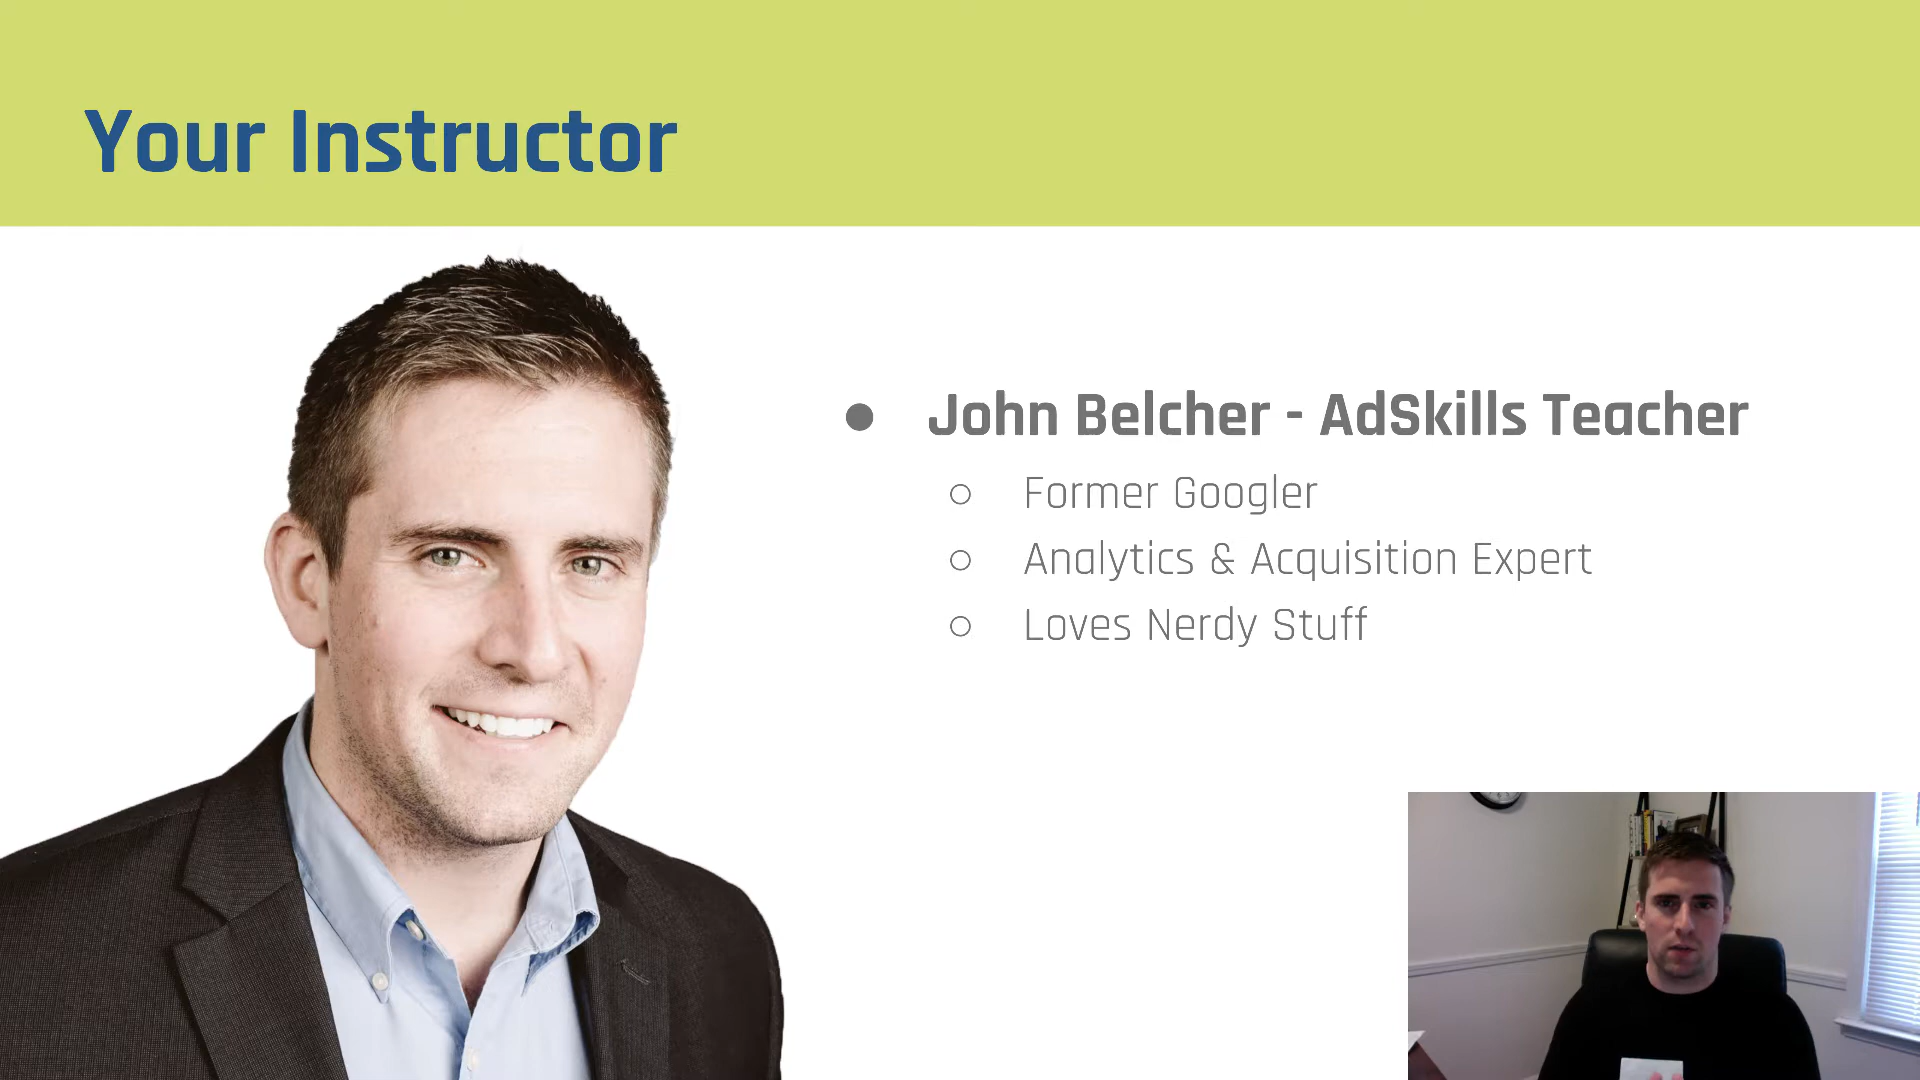 Your Instructor
John Belcher - AdSkills Teacher
Former Googler
Analytics & Acquisition Expert
Loves Nerdy Stuff